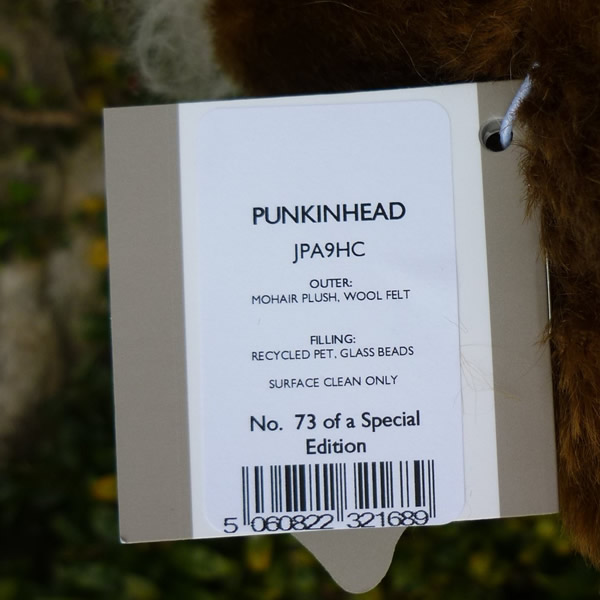 PUNKINHEAD
JPA9HC
OUTER:
MOHAIR PLUSH, WOOL FELT
FILLING:
RECYCLED PET, GLASS BEADS
SURFACE CLEAN ONLY
No. 73 of a Special
Edition
5 060822 321689